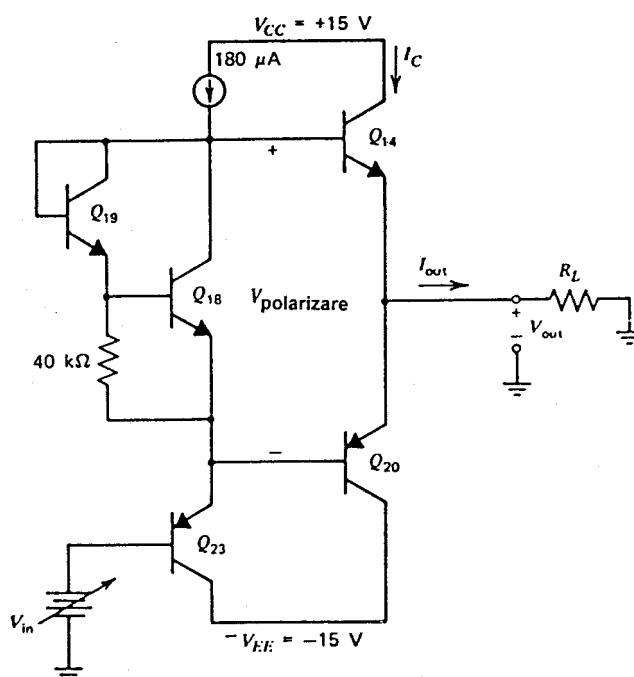 V_CC = +15 V
180 μA
I_C
+
Q_14
Q_19
I_out
R_L
Q_18
V_polarizare
+
V_out
−
40 kΩ
−
Q_20
Q_23
V_in
− V_EE = −15 V